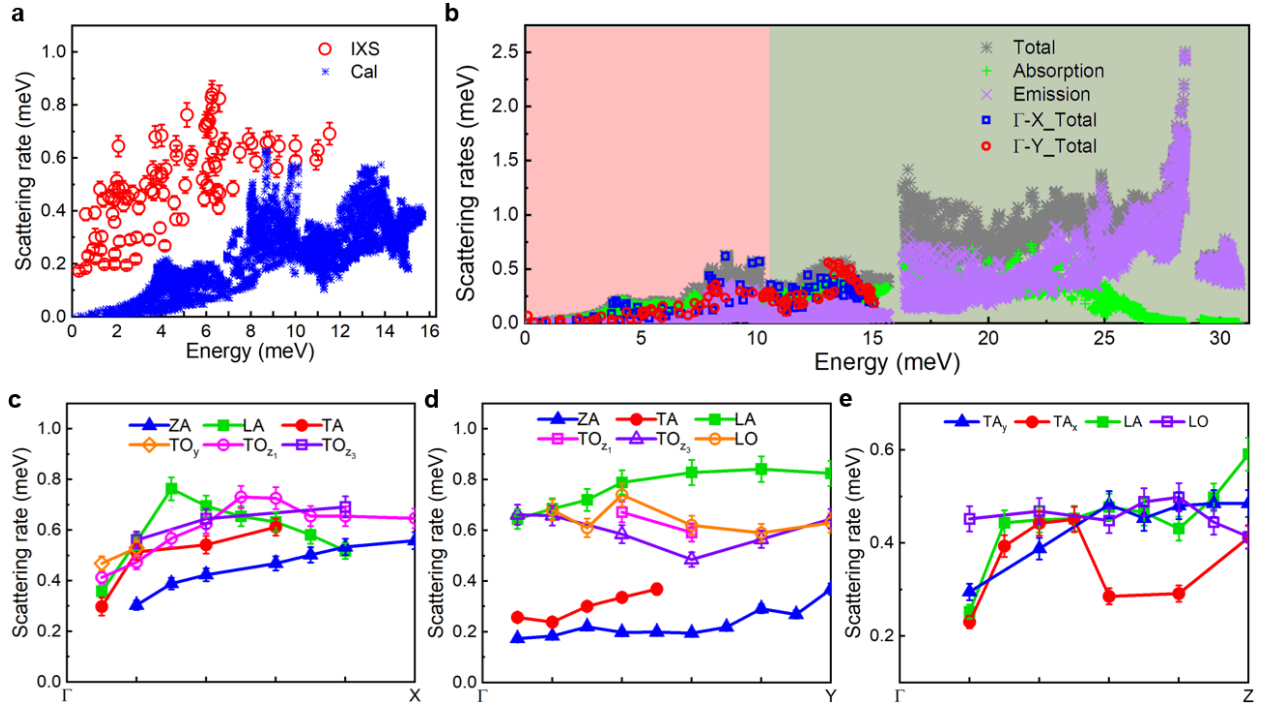 a
IXS
Cal
Scattering rate (meV)
1.0
0.8
0.6
0.4
0.2
0.0
0 2 4 6 8 10 12 14 16
Energy (meV)
b
Total
Absorption
Emission
Γ-X_Total
Γ-Y_Total
Scattering rates (meV)
2.5
2.0
1.5
1.0
0.5
0.0
0 5 10 15 20 25 30
Energy (meV)
c
ZA LA TA
TOy TOz1 TOz3
Scattering rate (meV)
1.0
0.8
0.6
0.4
0.2
0.0
Γ X
d
ZA TA LA
TOz1 TOz3 LO
Scattering rate (meV)
1.0
0.8
0.6
0.4
0.2
0.0
Γ Y
e
TAy TAx LA LO
Scattering rate (meV)
0.6
0.4
0.2
Γ Z